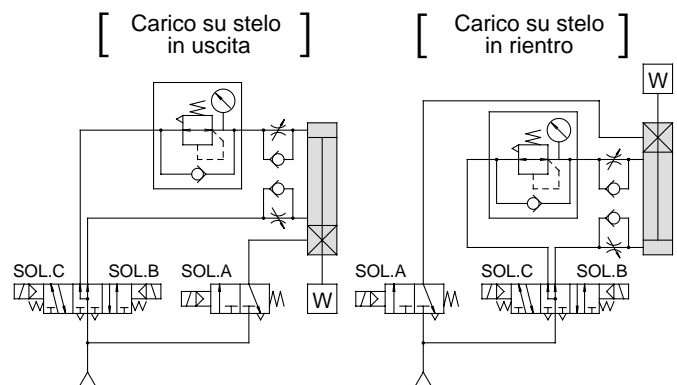 [ Carico su stelo
in uscita ]
[ Carico su stelo
in rientro ]
W
SOL.C
SOL.B
SOL.A
W
SOL.A
SOL.C
SOL.B